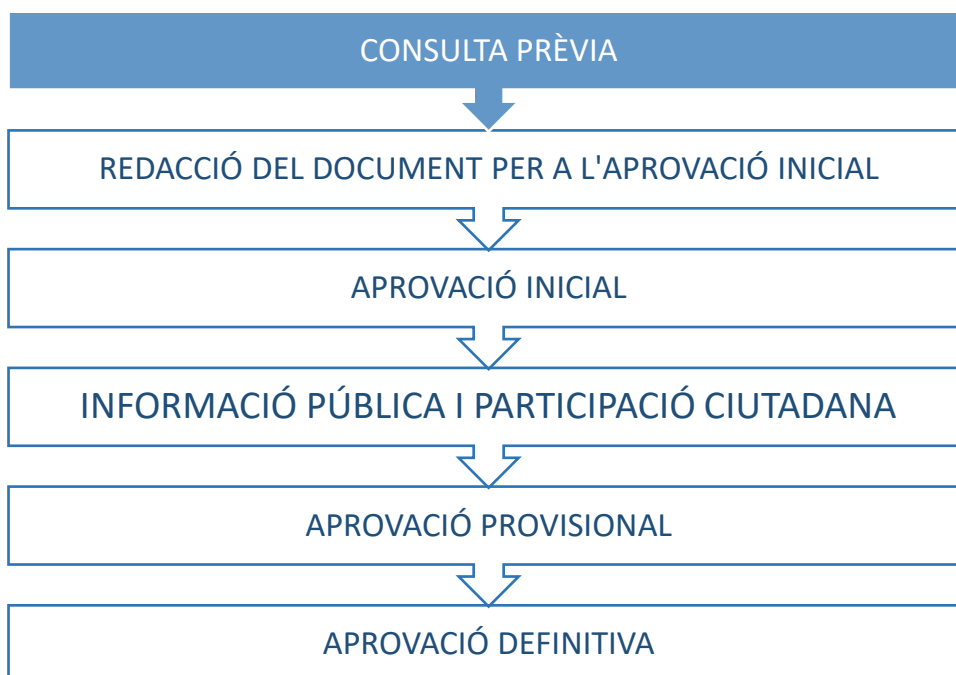 CONSULTA PRÈVIA
REDACCIÓ DEL DOCUMENT PER A L'APROVACIÓ INICIAL
APROVACIÓ INICIAL
INFORMACIÓ PÚBLICA I PARTICIPACIÓ CIUTADANA
APROVACIÓ PROVISIONAL
APROVACIÓ DEFINITIVA